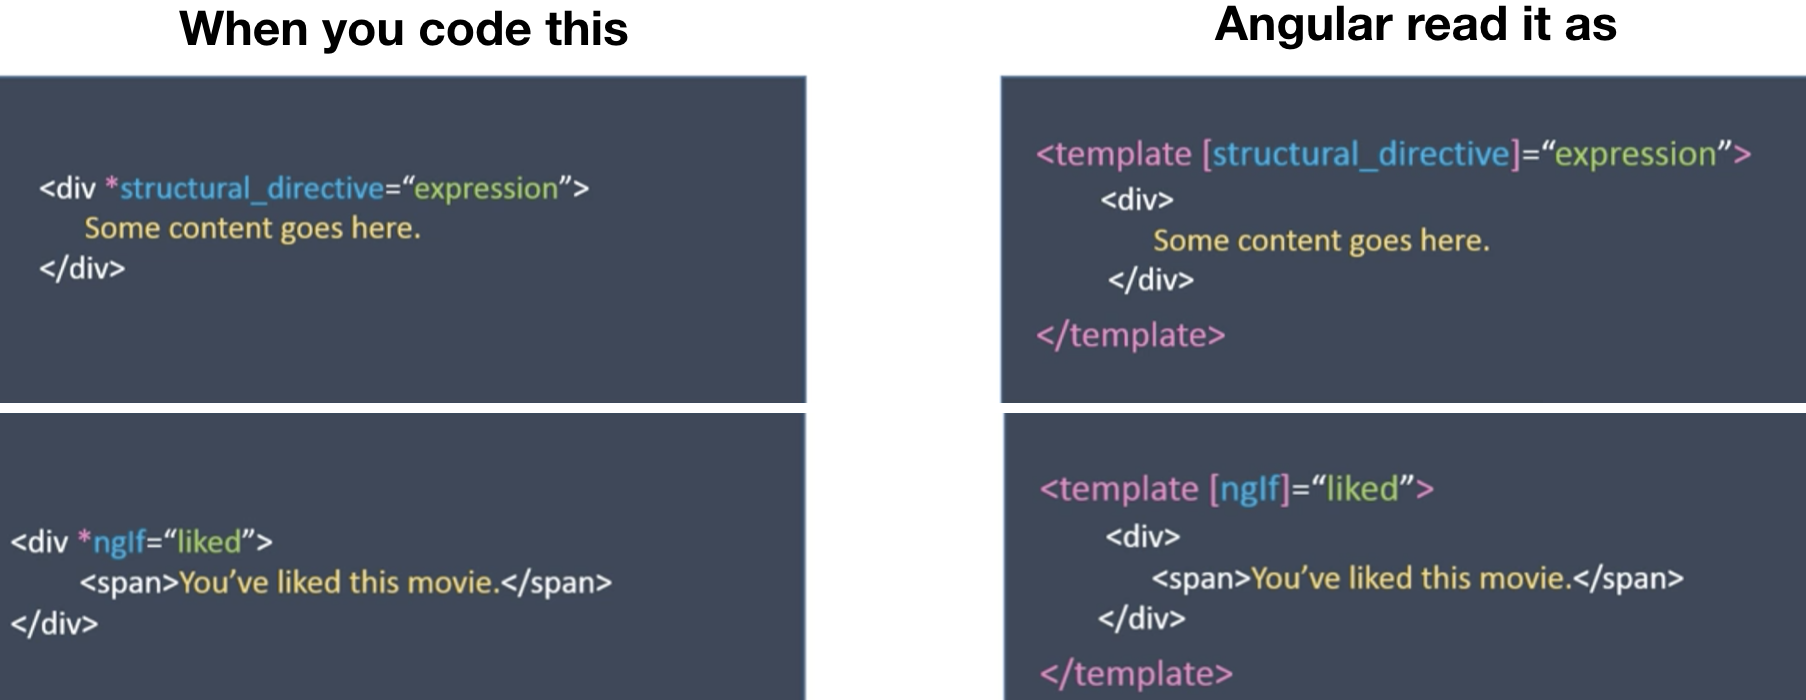 When you code this
Angular read it as
<div *structural_directive=“expression”>
Some content goes here.
</div>
<template [structural_directive]=“expression”>
<div>
Some content goes here.
</div>
</template>
<div *ngIf=“liked”>
<span>You’ve liked this movie.</span>
</div>
<template [ngIf]=“liked”>
<div>
<span>You’ve liked this movie.</span>
</div>
</template>